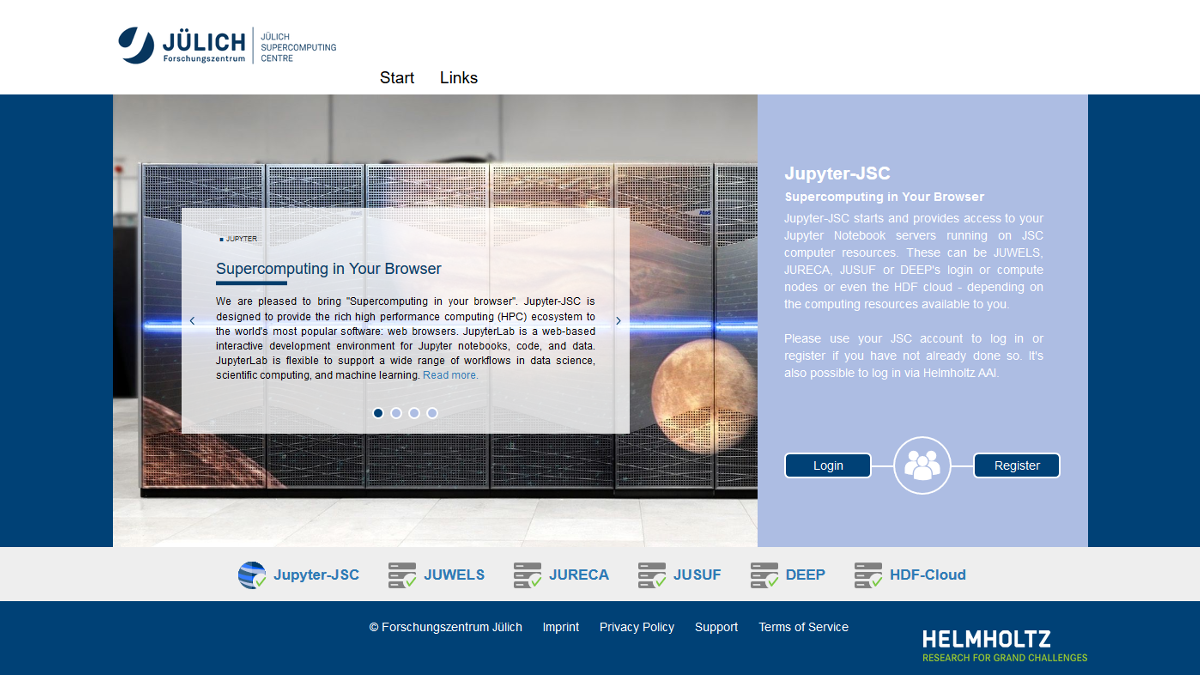 JÜLICH
Forschungszentrum
JÜLICH
SUPERCOMPUTING
CENTRE
Start
Links
JUPYTER
Supercomputing in Your Browser
We are pleased to bring "Supercomputing in your browser". Jupyter-JSC is
designed to provide the rich high performance computing (HPC) ecosystem to
the world's most popular software: web browsers. JupyterLab is a web-based
interactive development environment for Jupyter notebooks, code, and data.
JupyterLab is flexible to support a wide range of workflows in data science,
scientific computing, and machine learning. Read more.
Jupyter-JSC
Supercomputing in Your Browser
Jupyter-JSC starts and provides access to your
Jupyter Notebook servers running on JSC
computer resources. These can be JUWELS,
JURECA, JUSUF or DEEP's login or compute
nodes or even the HDF cloud - depending on
the computing resources available to you.
Please use your JSC account to log in or
register if you have not already done so. It's
also possible to log in via Helmholtz AAI.
Login
Register
Jupyter-JSC
JUWELS
JURECA
JUSUF
DEEP
HDF-Cloud
© Forschungszentrum Jülich
Imprint
Privacy Policy
Support
Terms of Service
HELMHOLTZ
RESEARCH FOR GRAND CHALLENGES